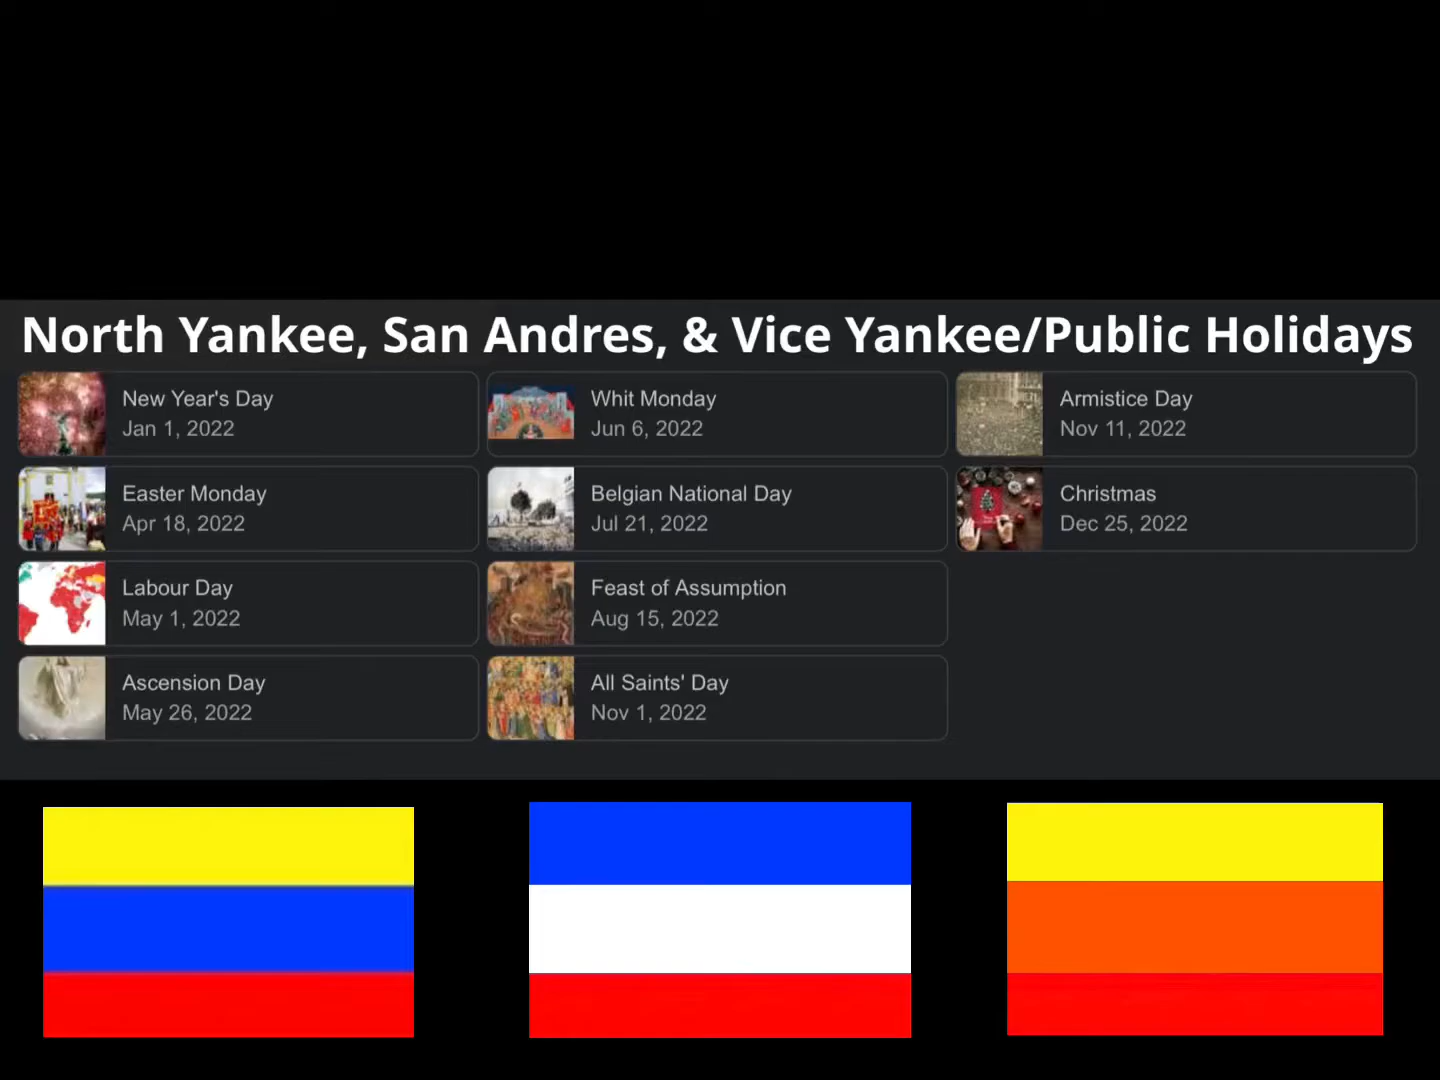 North Yankee, San Andres, & Vice Yankee/Public Holidays
New Year's Day
Jan 1, 2022
Easter Monday
Apr 18, 2022
Labour Day
May 1, 2022
Ascension Day
May 26, 2022
Whit Monday
Jun 6, 2022
Belgian National Day
Jul 21, 2022
Feast of Assumption
Aug 15, 2022
All Saints' Day
Nov 1, 2022
Armistice Day
Nov 11, 2022
Christmas
Dec 25, 2022